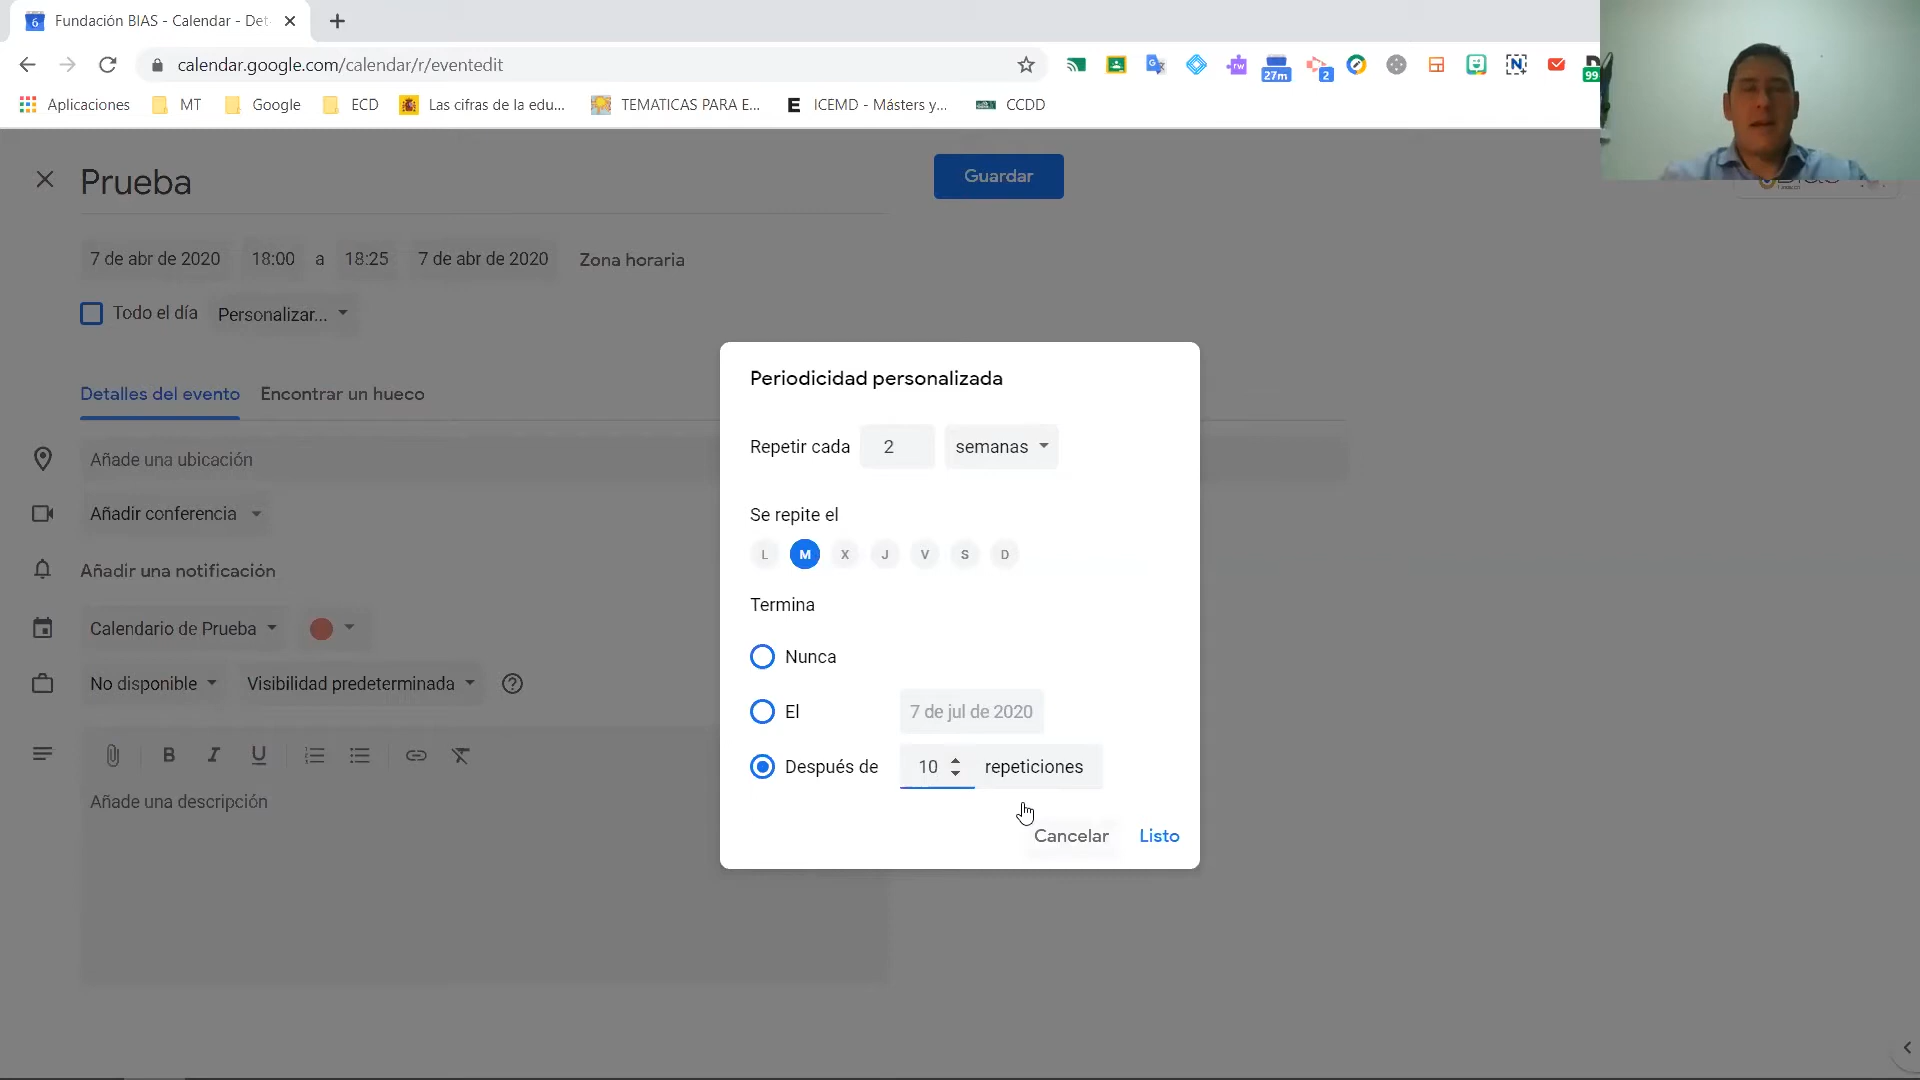 Fundación BIAS - Calendar - Det
calendar.google.com/calendar/r/eventedit
27m
2
99
Aplicaciones
MT
Google
ECD
Las cifras de la edu...
TEMATICAS PARA E...
ICEMD - Másters y...
CCDD
Prueba
Guardar
7 de abr de 2020 18:00 a 18:25 7 de abr de 2020 Zona horaria
Todo el día Personalizar...
Detalles del evento Encontrar un hueco
Añade una ubicación
Añadir conferencia
Añadir una notificación
Calendario de Prueba
No disponible Visibilidad predeterminada
B I U
Añade una descripción
Periodicidad personalizada
Repetir cada 2 semanas
Se repite el
L M X J V S D
Termina
Nunca
El 7 de jul de 2020
Después de 10 repeticiones
Cancelar Listo